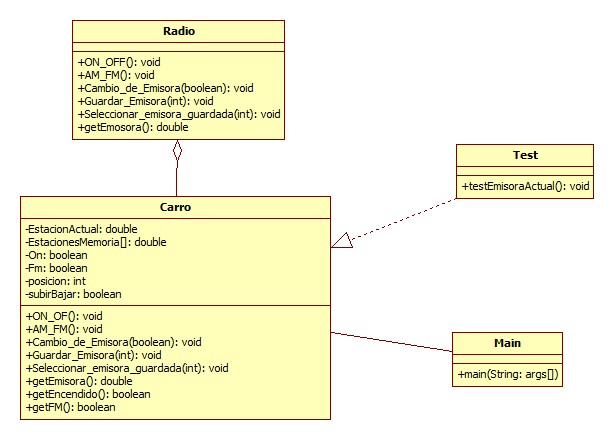 Radio
+ON_OFF(): void
+AM_FM(): void
+Cambio_de_Emisora(boolean): void
+Guardar_Emisora(int): void
+Seleccionar_emisora_guardada(int): void
+getEmosora(): double
Test
+testEmisoraActual(): void
Carro
-EstacionActual: double
-EstacionesMemoria[]: double
-On: boolean
-Fm: boolean
-posicion: int
-subirBajar: boolean
+ON_OF(): void
+AM_FM(): void
+Cambio_de_Emisora(boolean): void
+Guardar_Emisora(int): void
+Seleccionar_emisora_guardada(int): void
+getEmisora(): double
+getEncendido(): boolean
+getFM(): boolean
Main
+main(String: args[])